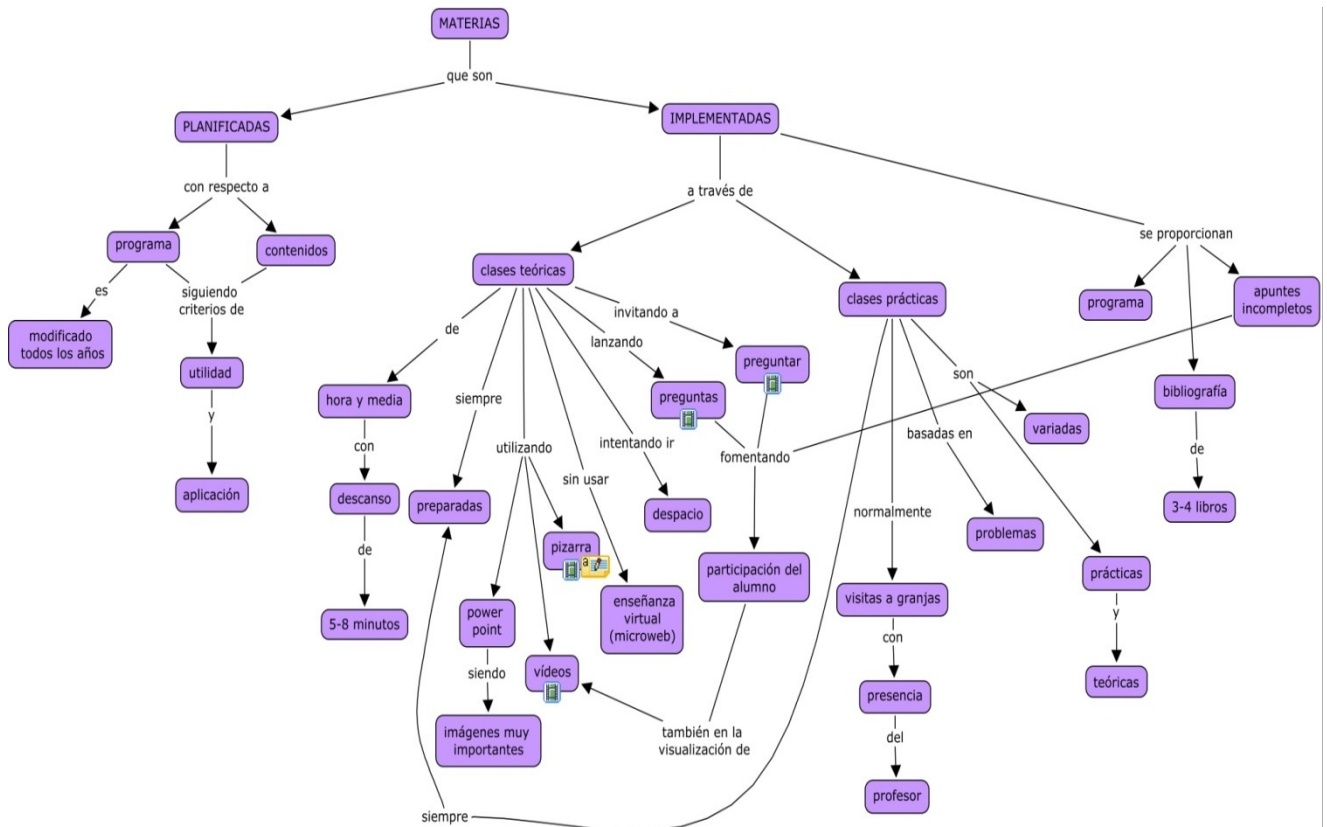 MATERIAS
que son
PLANIFICADAS
IMPLEMENTADAS
con respecto a
a través de
programa
contenidos
se proporcionan
clases teóricas
es
siguiendo
criterios de
clases prácticas
programa
apuntes
incompletos
modificado
todos los años
de
invitando a
lanzando
utilidad
preguntar
son
hora y media
siempre
preguntas
bibliografía
y
variadas
basadas en
con
utilizando
intentando ir
fomentando
de
sin usar
aplicación
descanso
preparadas
despacio
normalmente
problemas
3-4 libros
de
pizarra
a
participación del
alumno
prácticas
5-8 minutos
power
point
enseñanza
virtual
(microweb)
visitas a granjas
y
con
siendo
vídeos
teóricas
presencia
imágenes muy
importantes
también en la
visualización de
del
profesor
siempre